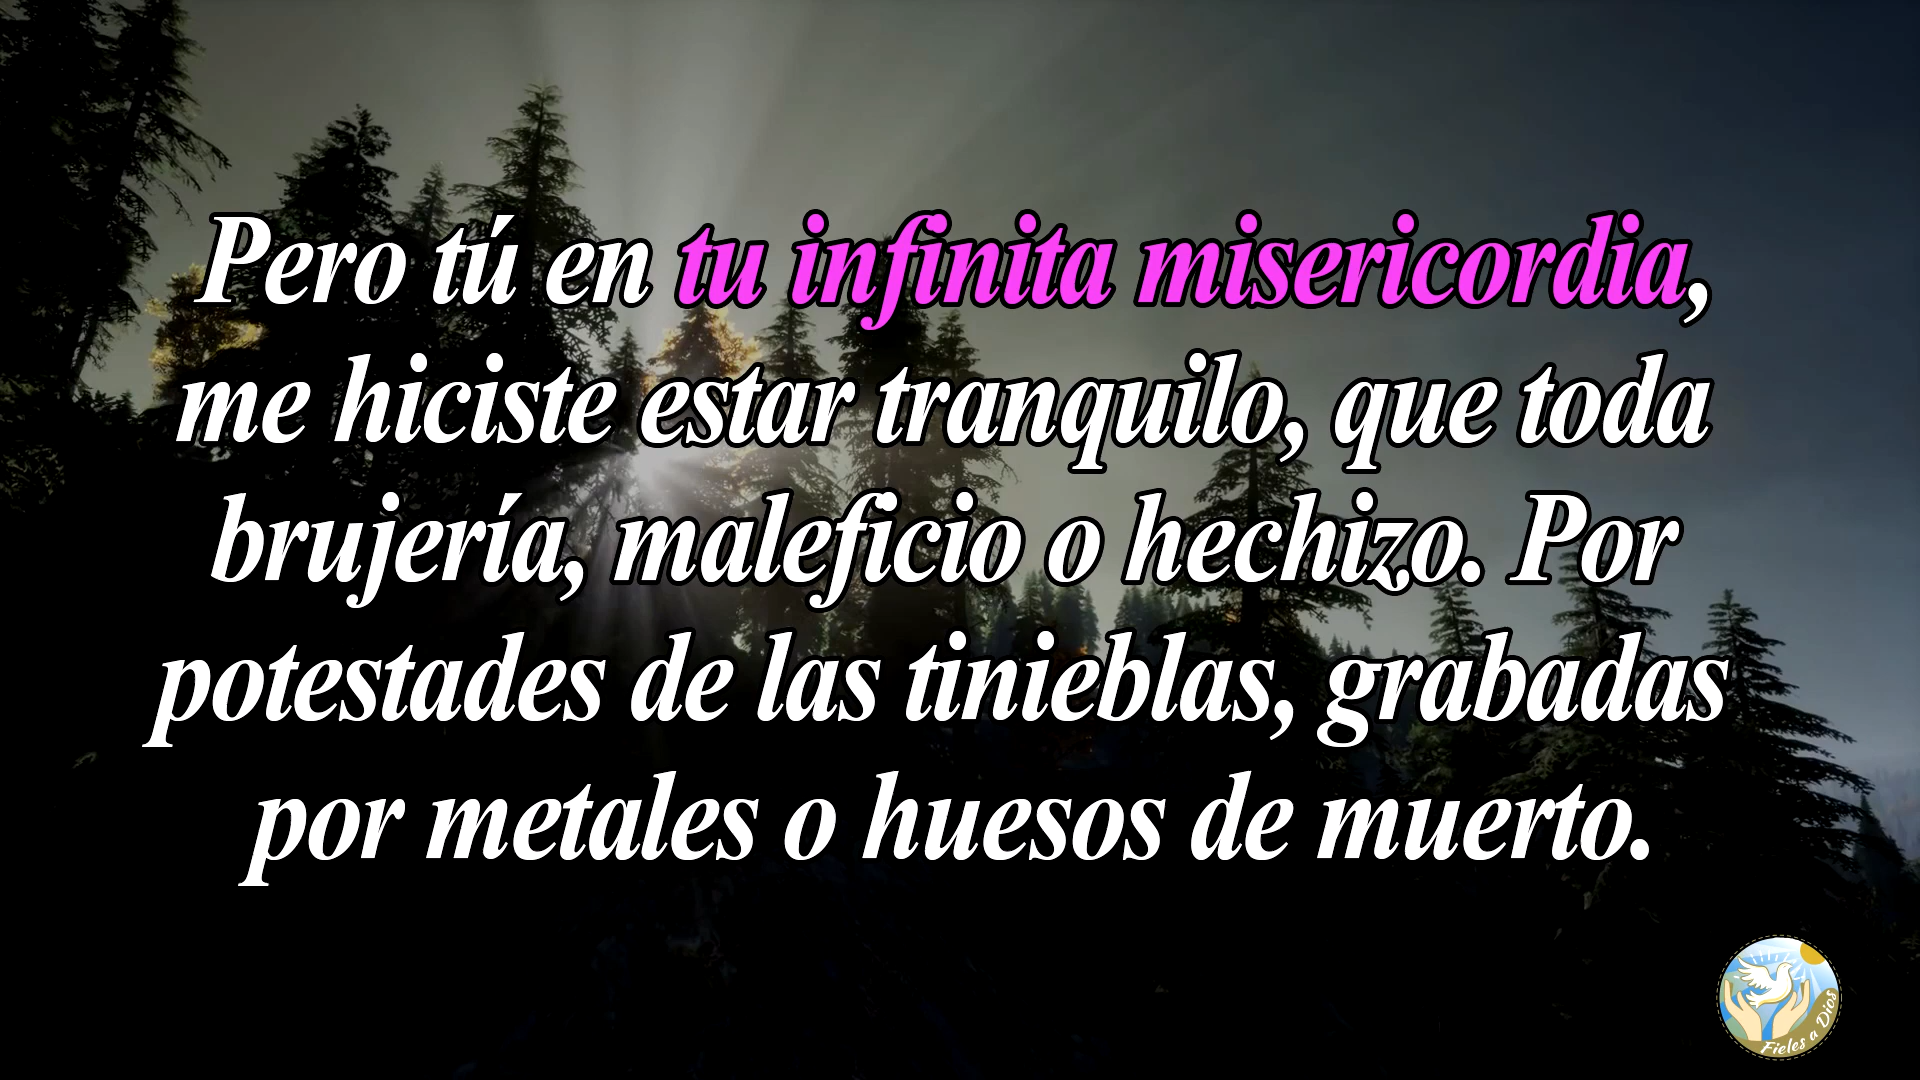 Pero tú en tu infinita misericordia,
me hiciste estar tranquilo, que toda
brujería, maleficio o hechizo. Por
potestades de las tinieblas, grabadas
por metales o huesos de muerto.
Fieles a Dios